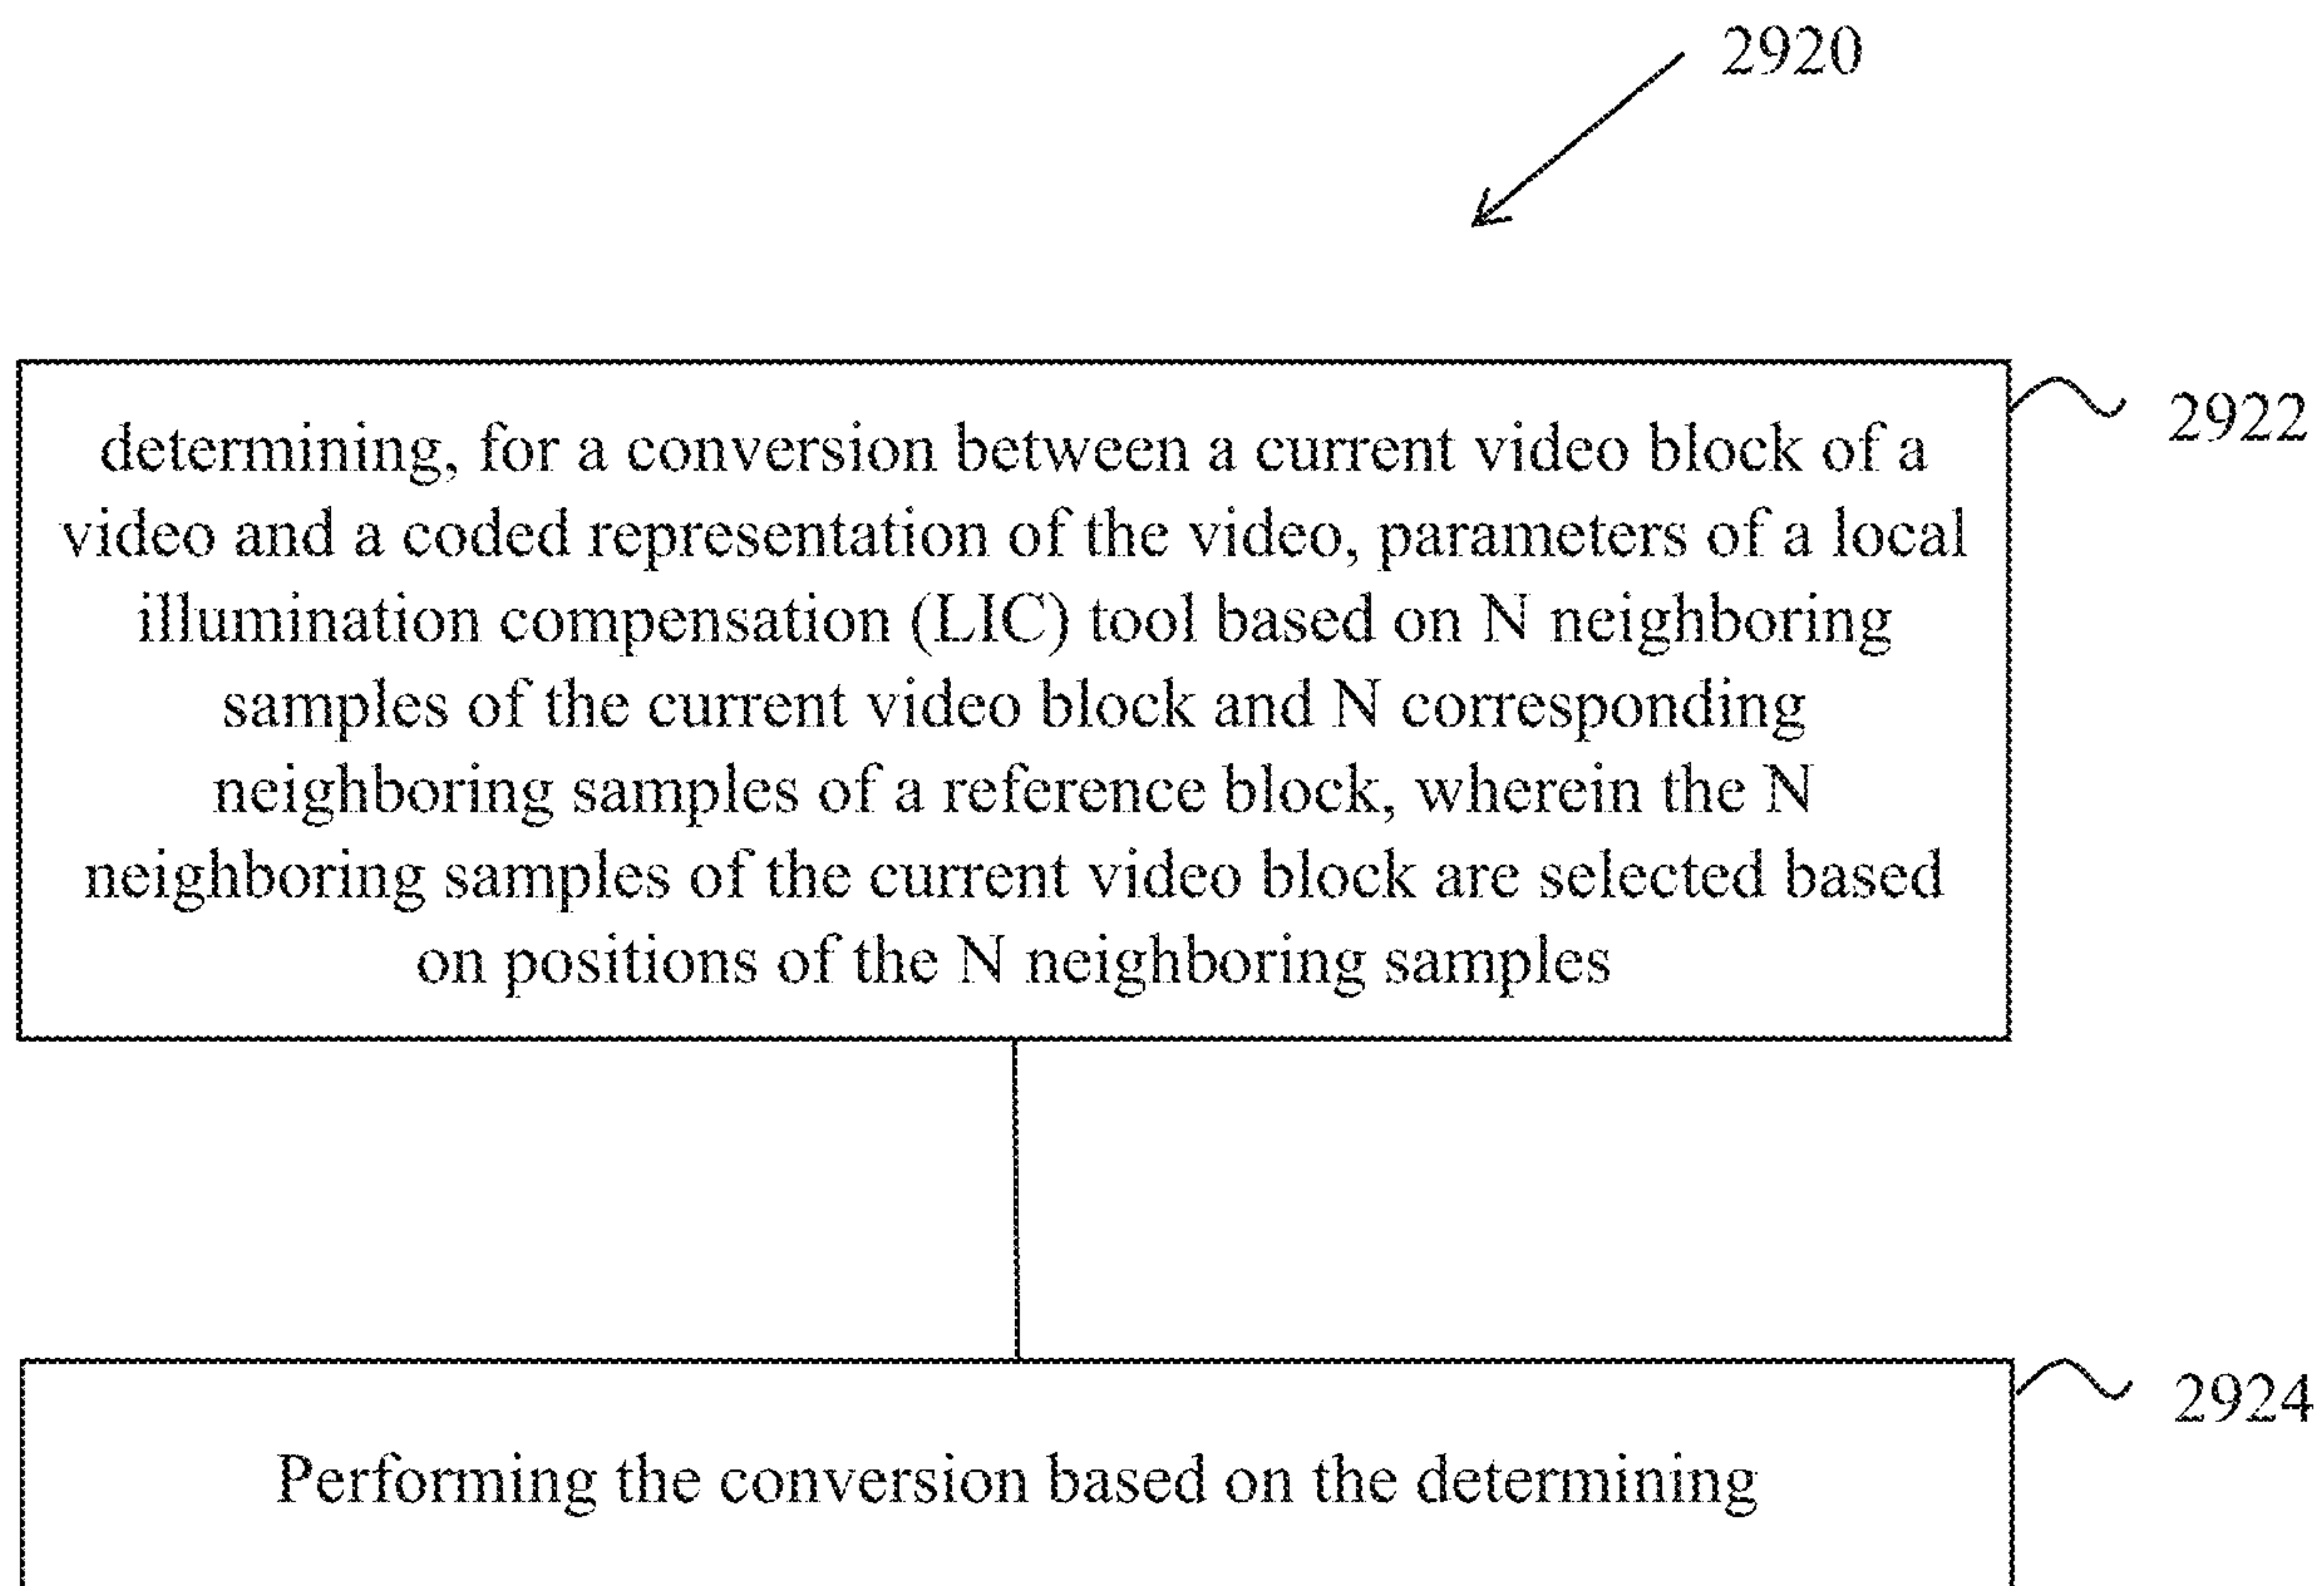 2920
2922
determining, for a conversion between a current video block of a
video and a coded representation of the video, parameters of a local
illumination compensation (LIC) tool based on N neighboring
samples of the current video block and N corresponding
neighboring samples of a reference block, wherein the N
neighboring samples of the current video block are selected based
on positions of the N neighboring samples
2924
Performing the conversion based on the determining